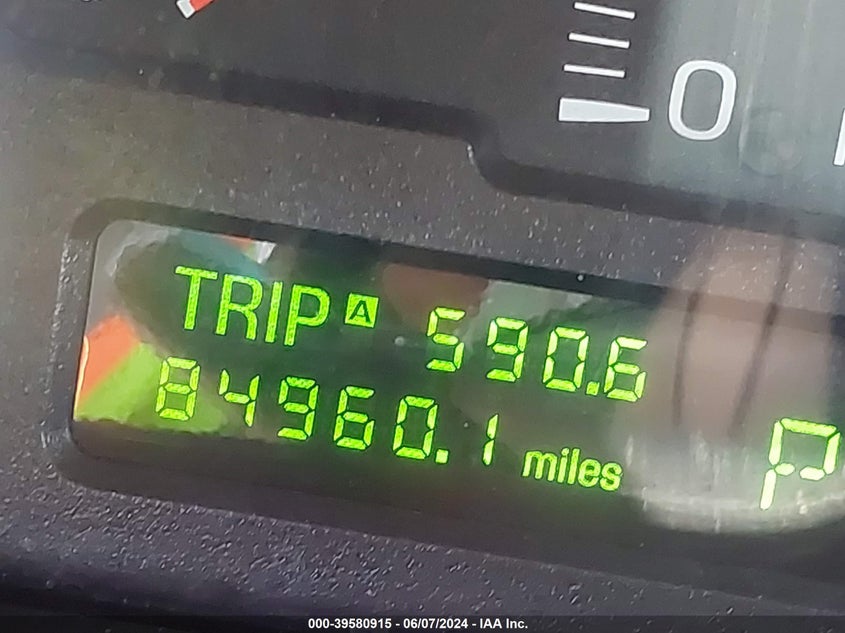 0
TRIP A 590.6
84960.1 miles P
000-39580915 - 06/07/2024 - IAA Inc.